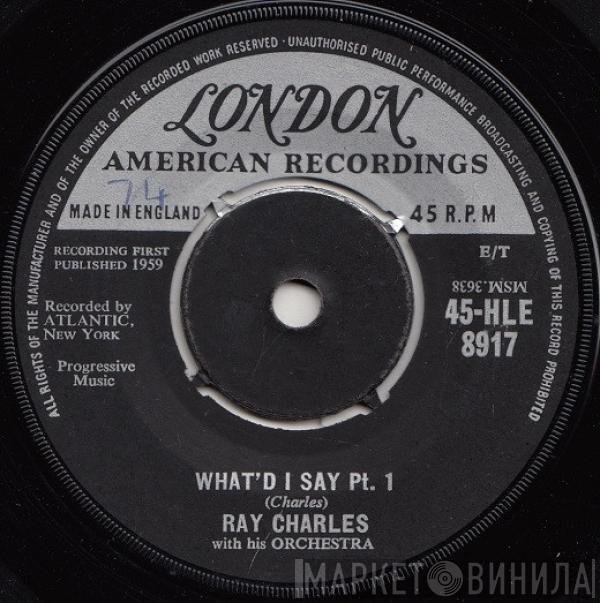 ALL RIGHTS OF THE MANUFACTURER AND OF THE OWNER OF THE RECORDED WORK RESERVED · UNAUTHORISED PUBLIC PERFORMANCE BROADCASTING AND COPYING OF THIS RECORD PROHIBITED
LONDON
AMERICAN RECORDINGS
74
MADE IN ENGLAND
45 R.P.M
RECORDING FIRST
PUBLISHED 1959
E/T
MSM.3638
Recorded by
ATLANTIC,
NEW YORK
45-HLE
8917
Progressive
Music
WHAT'D I SAY Pt. 1
(Charles)
RAY CHARLES
with his ORCHESTRA
МАРКЕТ ВИНИЛА